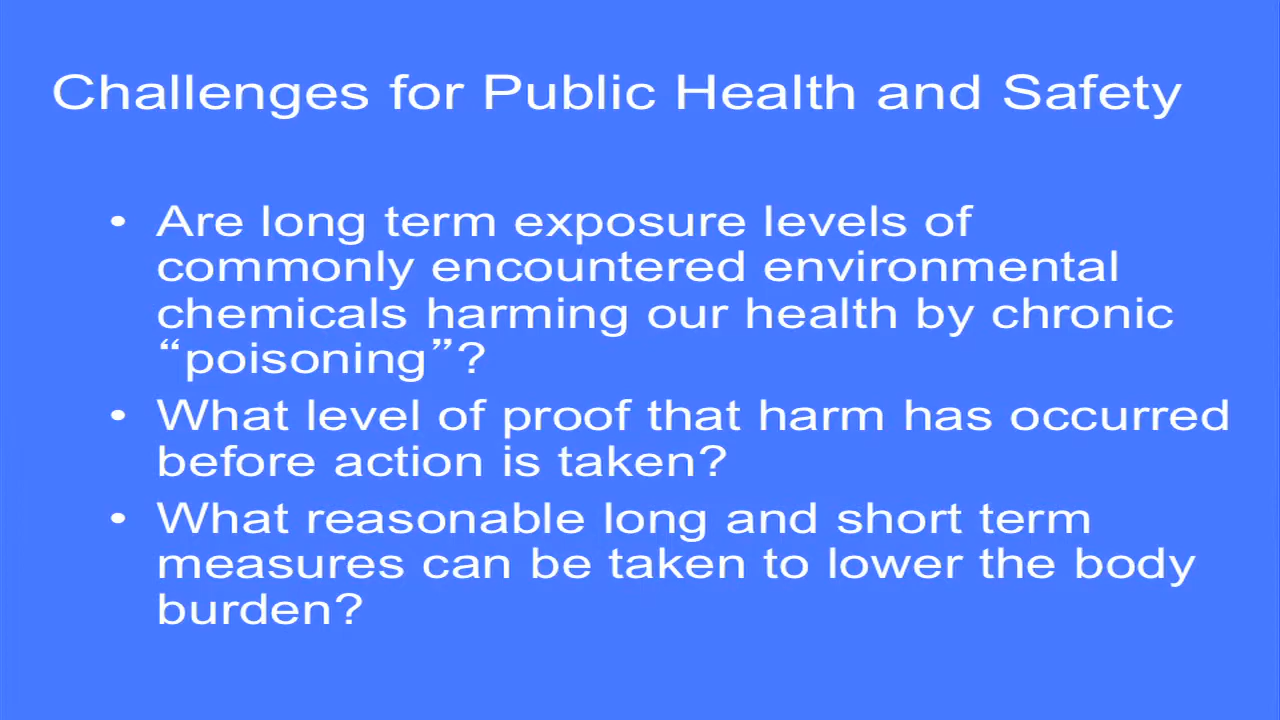 Challenges for Public Health and Safety
• Are long term exposure levels of
commonly encountered environmental
chemicals harming our health by chronic
“poisoning”?
• What level of proof that harm has occurred
before action is taken?
• What reasonable long and short term
measures can be taken to lower the body
burden?